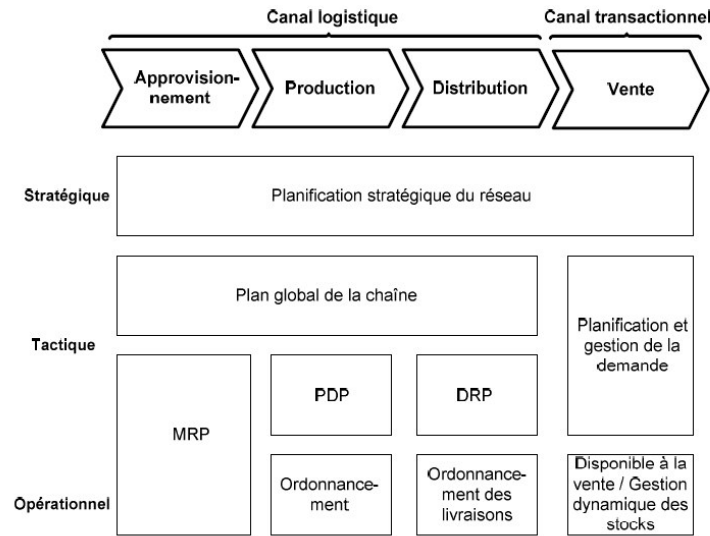 Canal logistique
Canal transactionnel
Approvision-
nement
Production
Distribution
Vente
Stratégique
Planification stratégique du réseau
Plan global de la chaîne
Tactique
Planification et
gestion de la
demande
MRP
PDP
DRP
Opérationnel
Ordonnance-
ment
Ordonnance-
ment des
livraisons
Disponible à la
vente / Gestion
dynamique des
stocks